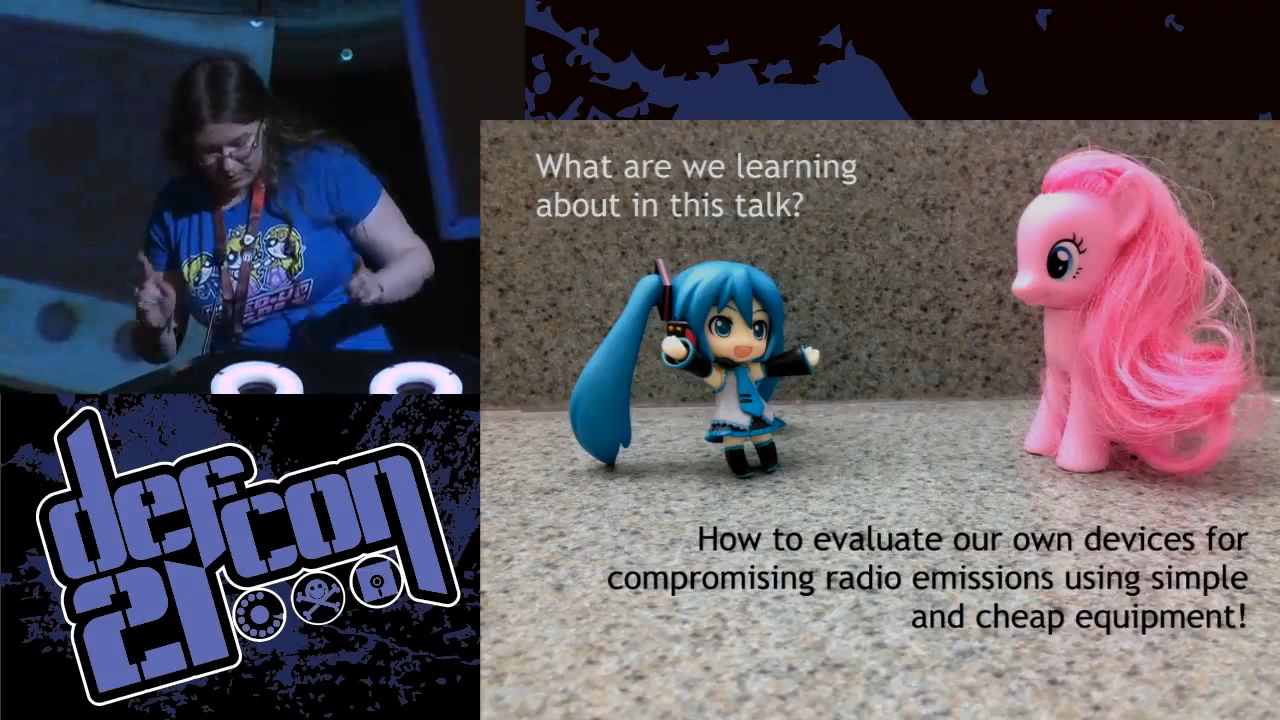 What are we learning
about in this talk?
How to evaluate our own devices for
compromising radio emissions using simple
and cheap equipment!
defcon
21